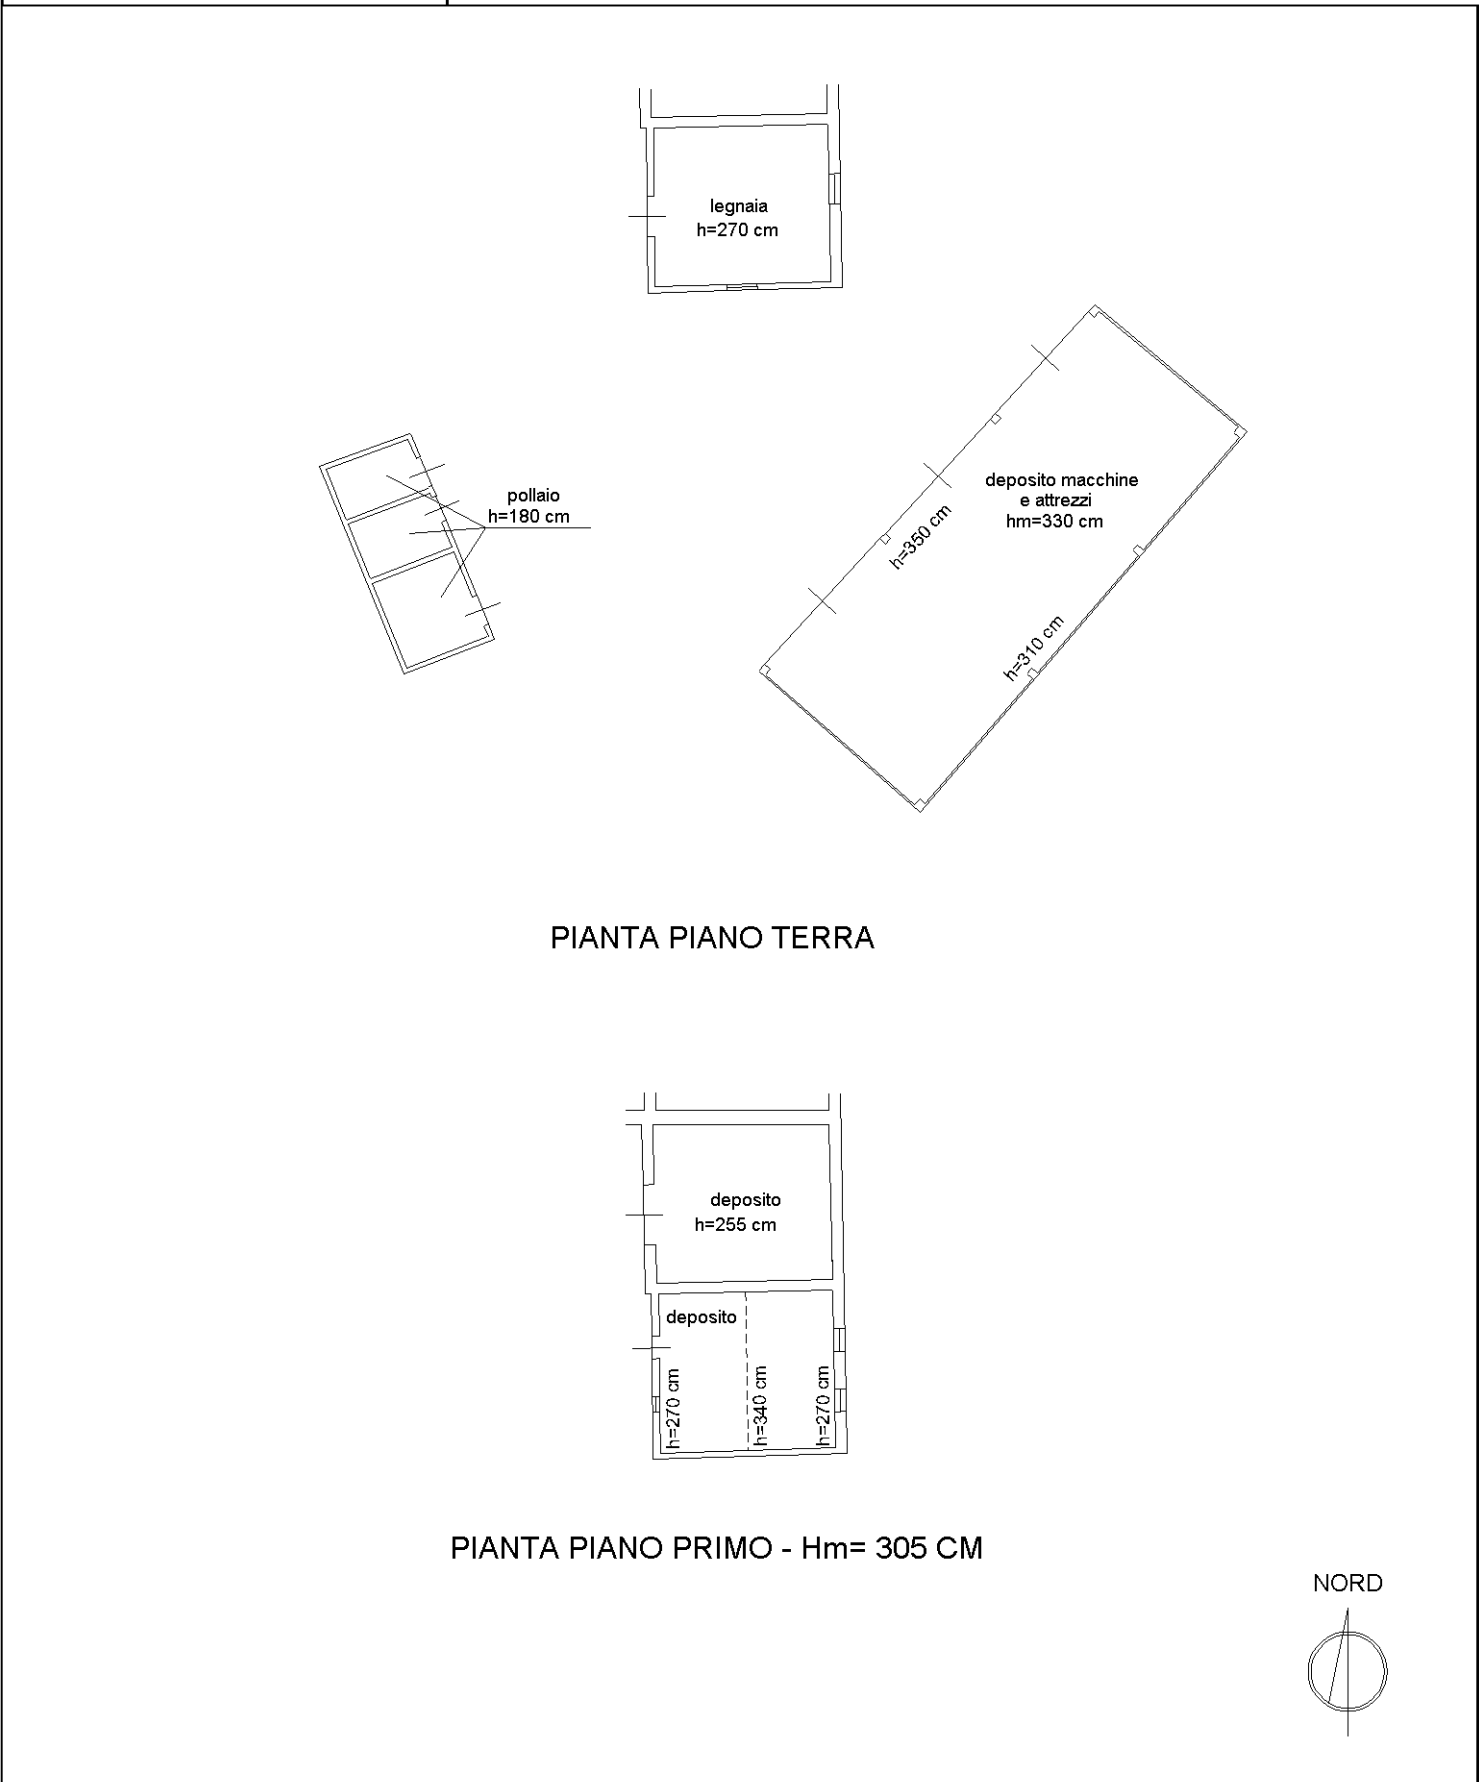 legnaia
h=270 cm
deposito macchine
e attrezzi
hm=330 cm
pollaio
h=180 cm
h=350 cm
h=310 cm
PIANTA PIANO TERRA
deposito
h=255 cm
deposito
h=270 cm
h=340 cm
h=270 cm
PIANTA PIANO PRIMO - Hm= 305 CM
NORD